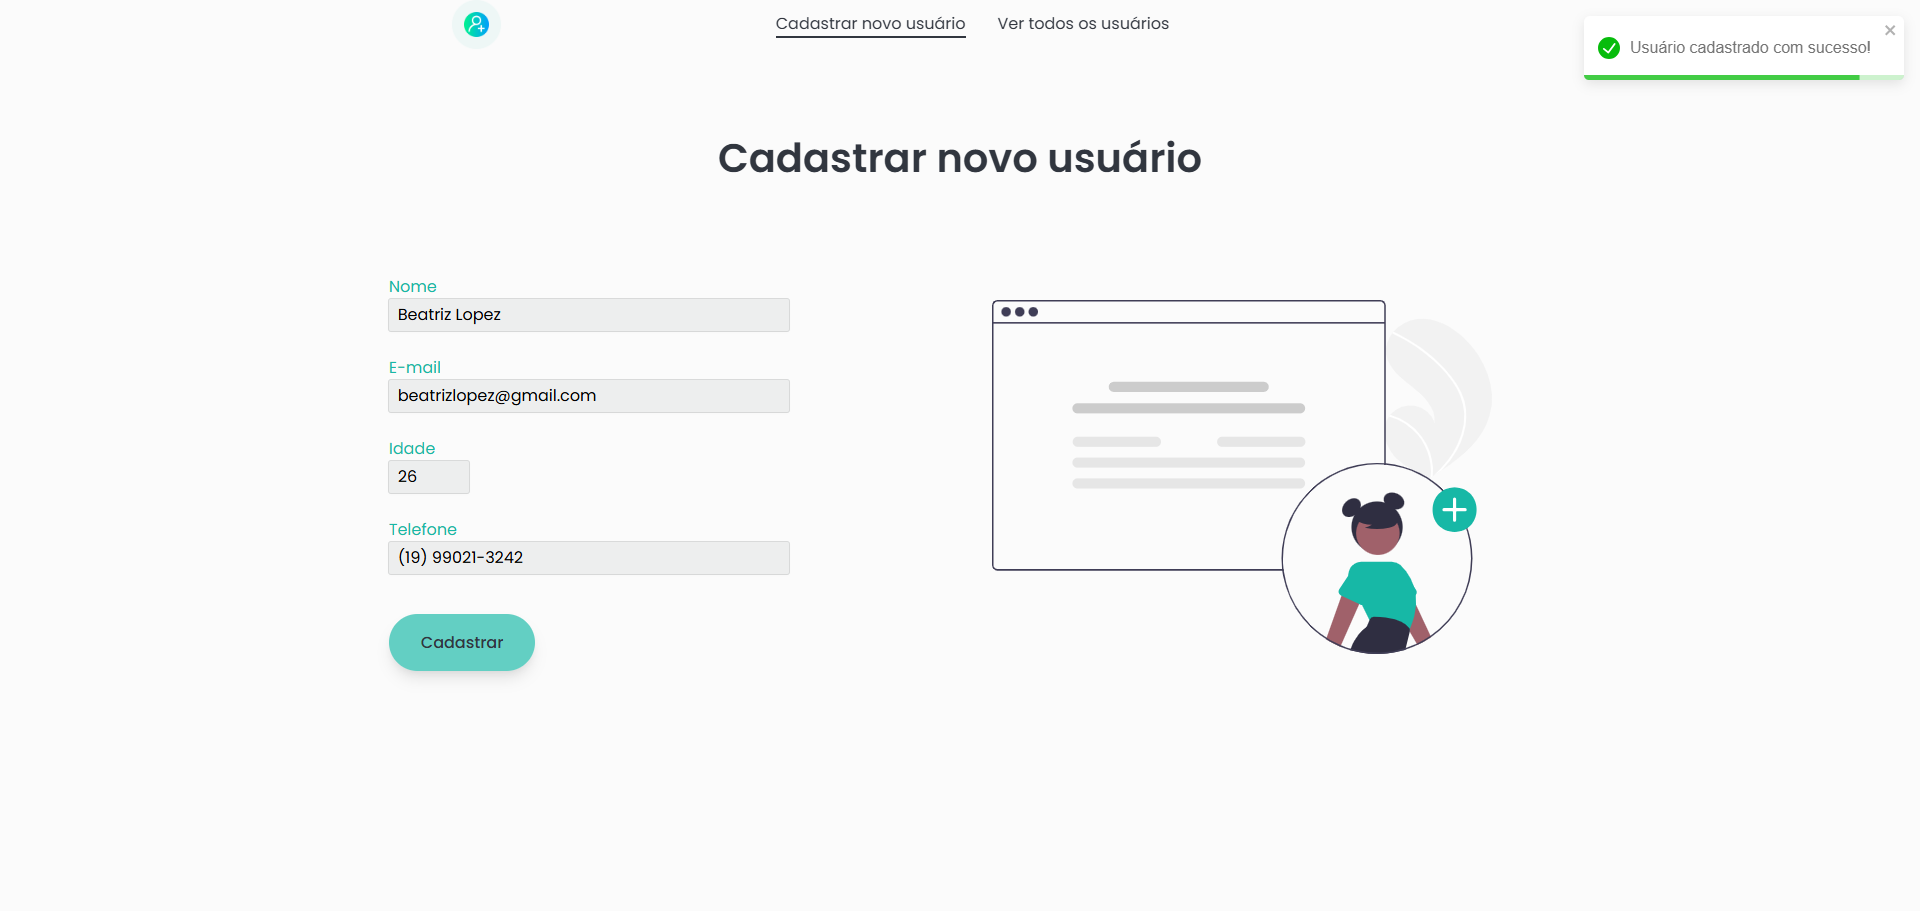 Cadastrar novo usuário
Ver todos os usuários
Usuário cadastrado com sucesso!
Cadastrar novo usuário
Nome
Beatriz Lopez
E-mail
beatrizlopez@gmail.com
Idade
26
Telefone
(19) 99021-3242
Cadastrar